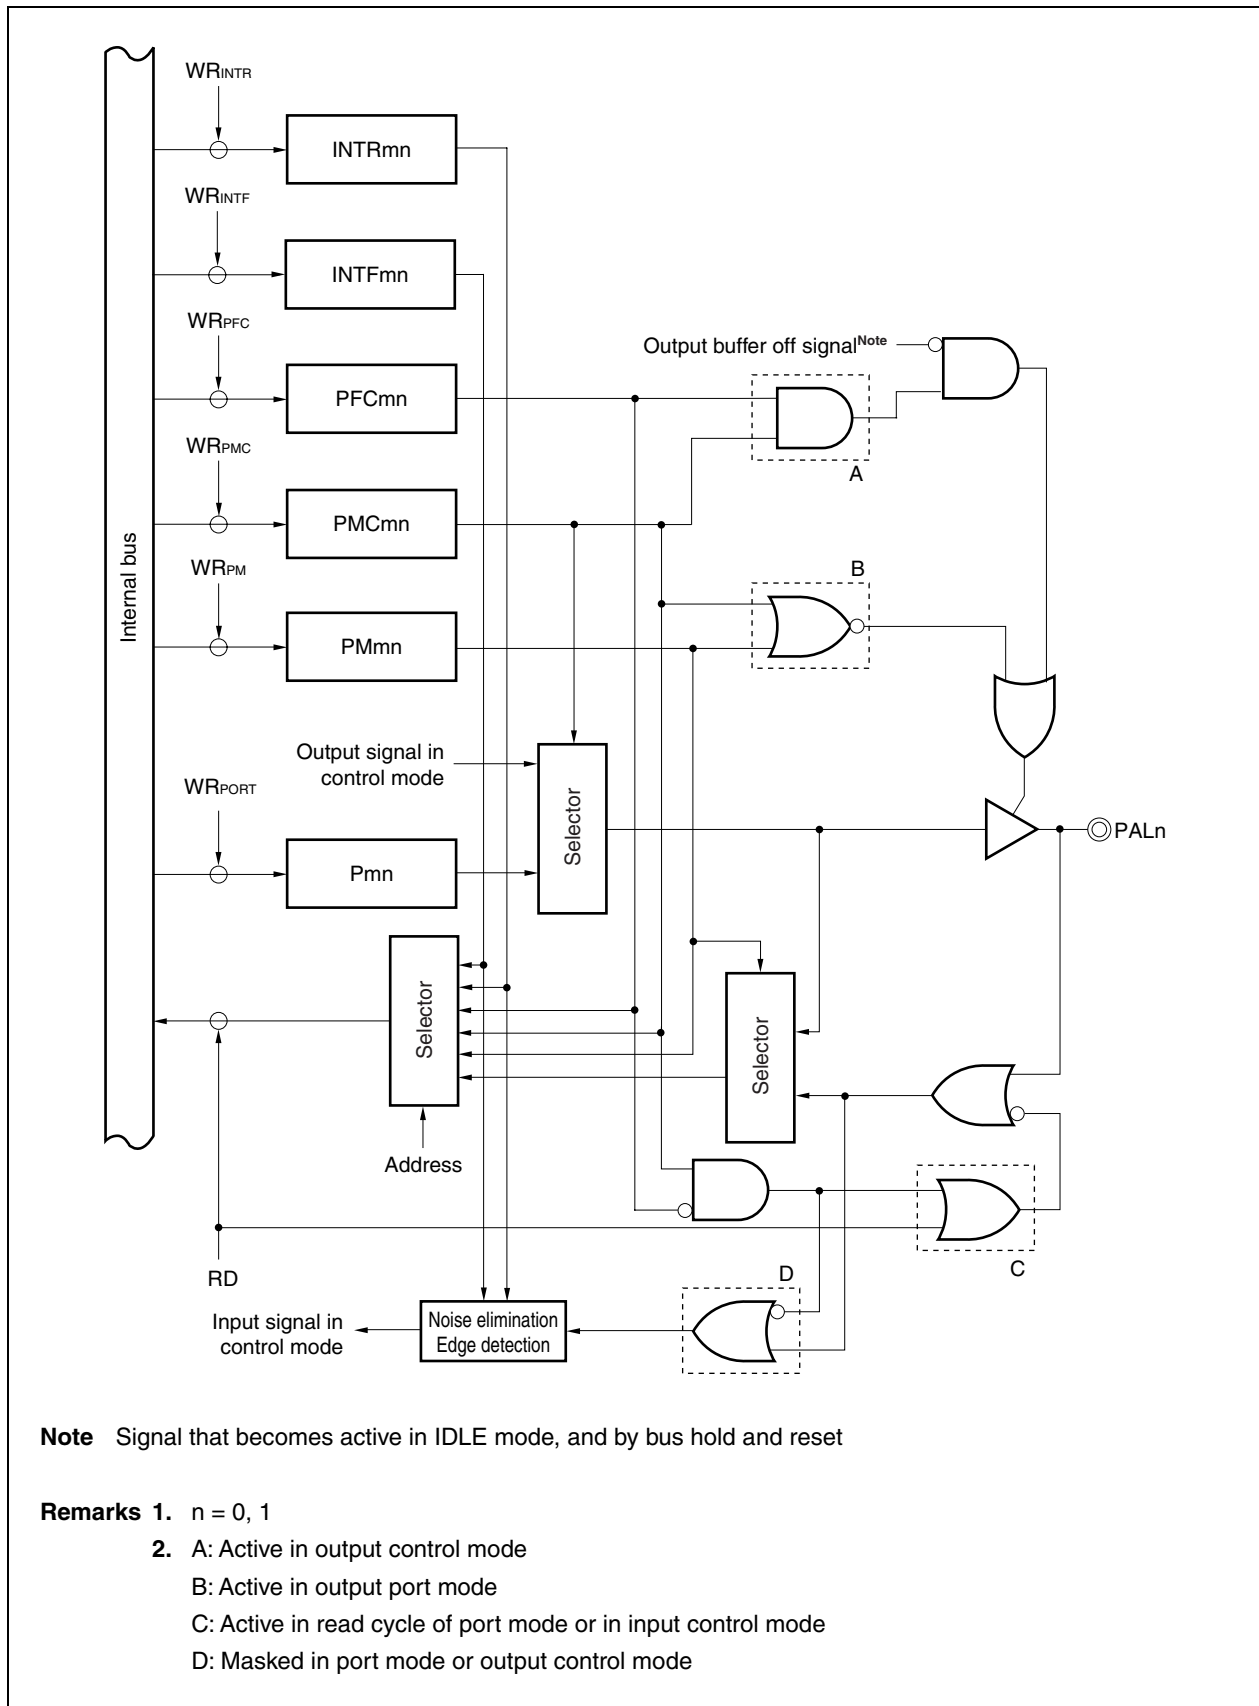 WRINTR
INTRmn
WRINTF
INTFmn
WRPFC
Output buffer off signalNote
PFCmn
WRPMC
A
PMCmn
Internal bus
WRPM
B
PMmn
Output signal in
control mode
WRPORT
Selector
PALn
Pmn
Selector
Selector
Address
RD
C
D
Input signal in
control mode
Noise elimination
Edge detection
Note Signal that becomes active in IDLE mode, and by bus hold and reset
Remarks 1. n = 0, 1
2. A: Active in output control mode
B: Active in output port mode
C: Active in read cycle of port mode or in input control mode
D: Masked in port mode or output control mode